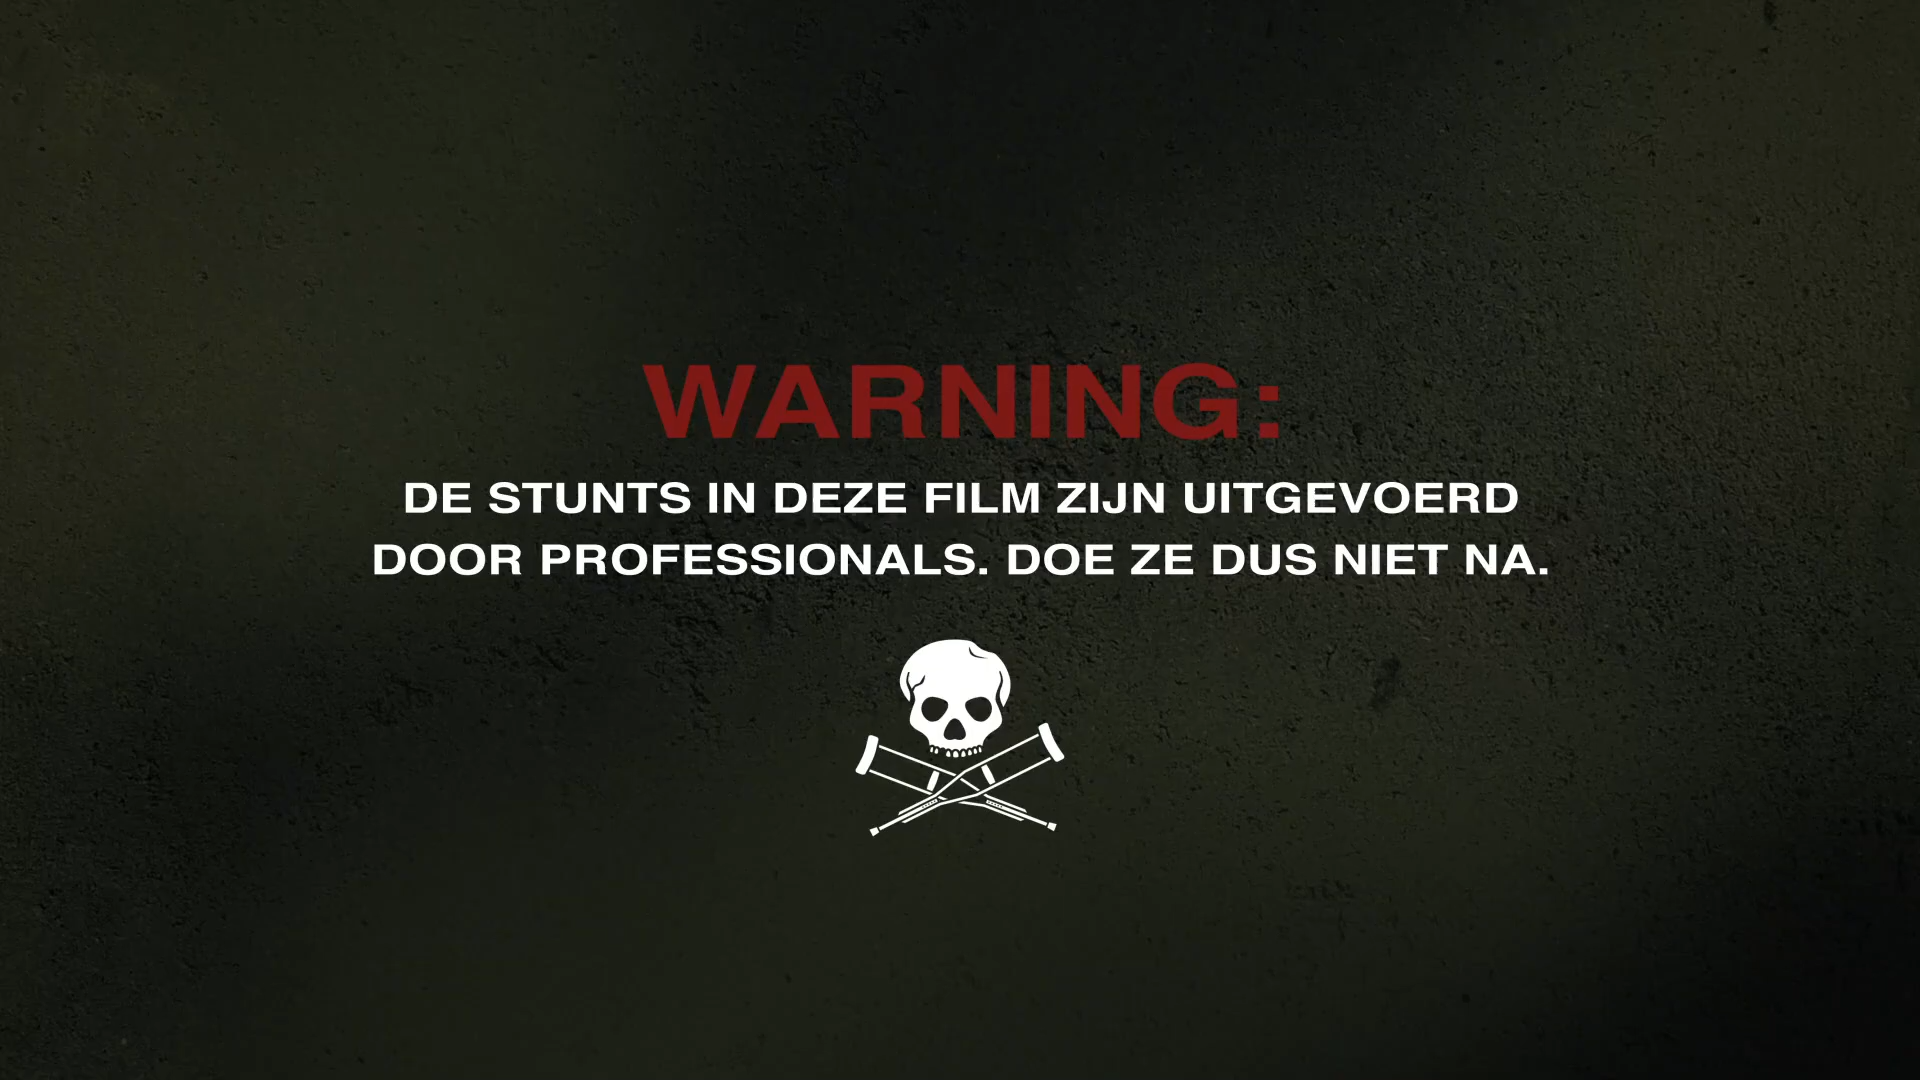 WARNING:
DE STUNTS IN DEZE FILM ZIJN UITGEVOERD
DOOR PROFESSIONALS. DOE ZE DUS NIET NA.